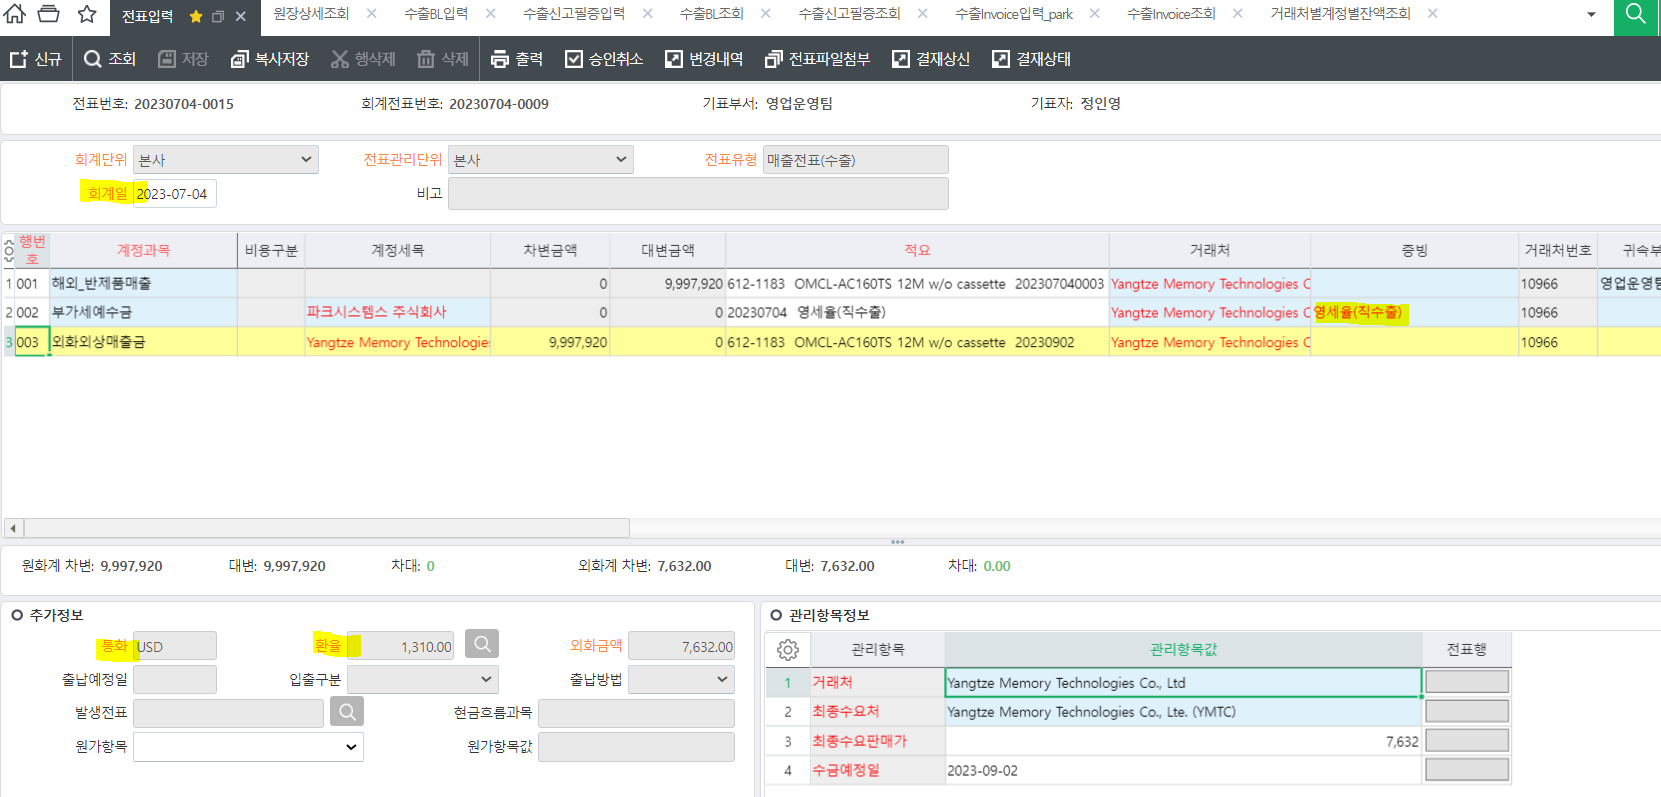 전표입력 원장상세조회 수출BL입력 수출신고필증입력 수출BL조회 수출신고필증조회 수출Invoice입력_park 수출Invoice조회 거래처별계정별잔액조회
신규 조회 저장 복사저장 행삭제 삭제 출력 승인취소 변경내역 전표파일첨부 결재상신 결재상태
전표번호: 20230704-0015 회계전표번호: 20230704-0009 기표부서: 영업운영팀 기표자: 정인영
회계단위 본사 전표관리단위 본사 전표유형 매출전표(수출)
회계일 2023-07-04 비고
행번호 계정과목 비용구분 계정세목 차변금액 대변금액 적요 거래처 증빙 거래처번호 귀속부
1 001 해외_반제품매출 0 9,997,920 612-1183 OMCL-AC160TS 12M w/o cassette 202307040003 Yangtze Memory Technologies C 10966 영업운영팀
2 002 부가세예수금 파크시스템스 주식회사 0 0 20230704 영세율(직수출) Yangtze Memory Technologies C 영세율(직수출) 10966
3 003 외화외상매출금 Yangtze Memory Technologies 9,997,920 0 612-1183 OMCL-AC160TS 12M w/o cassette 20230902 Yangtze Memory Technologies C 10966
원화계 차변: 9,997,920 대변: 9,997,920 차대: 0 외화계 차변: 7,632.00 대변: 7,632.00 차대: 0.00
추가정보
통화 USD 환율 1,310.00 외화금액 7,632.00
출납예정일 입출구분 출납방법
발생전표 현금흐름과목
원가항목 원가항목값
관리항목정보
관리항목 관리항목값 전표행
1 거래처 Yangtze Memory Technologies Co., Ltd
2 최종수요처 Yangtze Memory Technologies Co., Lte. (YMTC)
3 최종수요판매가 7,632
4 수금예정일 2023-09-02